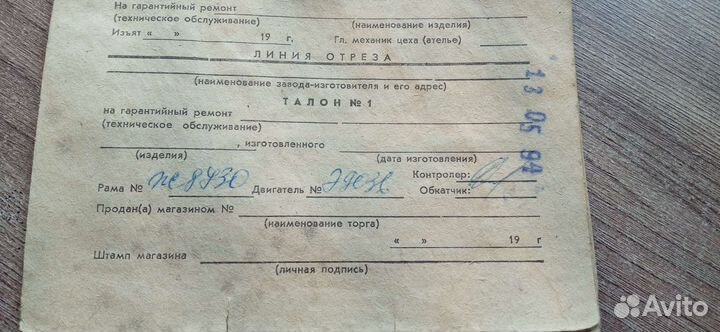 На гарантийный ремонт
(техническое обслуживание) (наименование изделия)
Изъят « » 19 г. Гл. механик цеха (ателье)
ЛИНИЯ ОТРЕЗА
(наименование завода-изготовителя и его адрес)
ТАЛОН № 1
на гарантийный ремонт
(техническое обслуживание)
, изготовленного
(изделия) (дата изготовления)
Контролер:
Рама № 8430 Двигатель № Обкатчик:
Продан(а) магазином №
(наименование торга)
« » 19 г
Штамп магазина
(личная подпись)
13 05 94
Avito